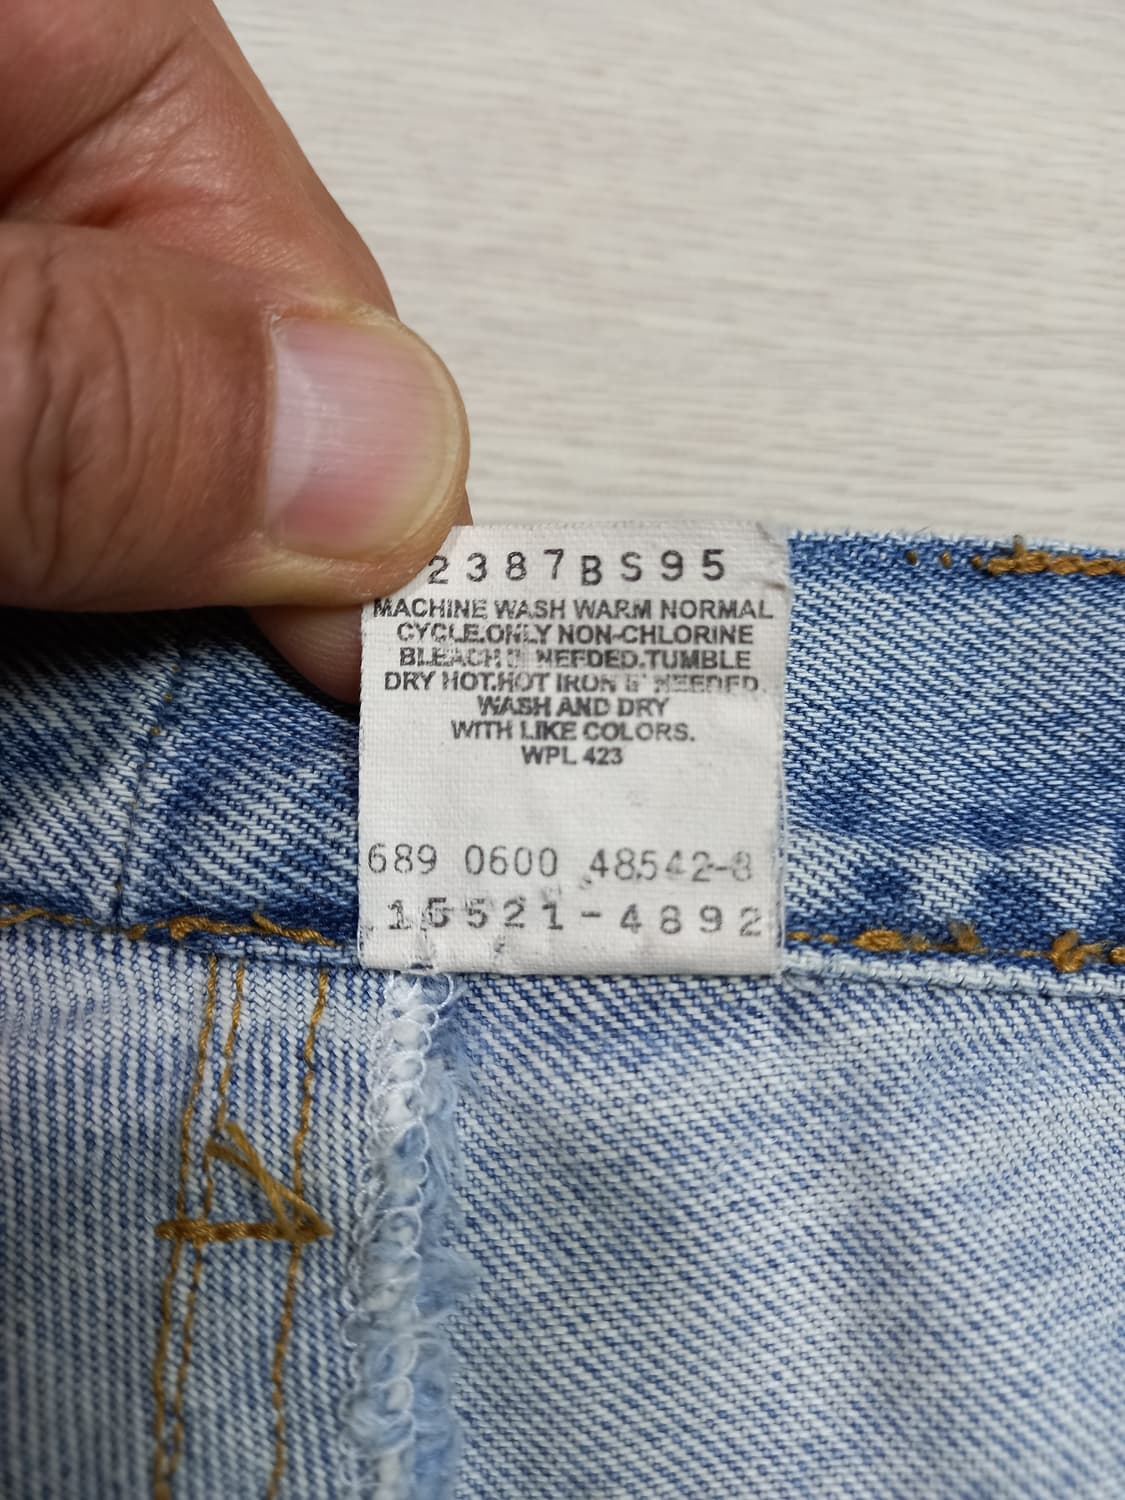 2387BS95
MACHINE WASH WARM NORMAL
CYCLE.ONLY NON-CHLORINE
BLEACH IF NEEDED.TUMBLE
DRY HOT.HOT IRON IF NEEDED
WASH AND DRY
WITH LIKE COLORS.
WPL 423
689 0600 48542-8
15521-4892